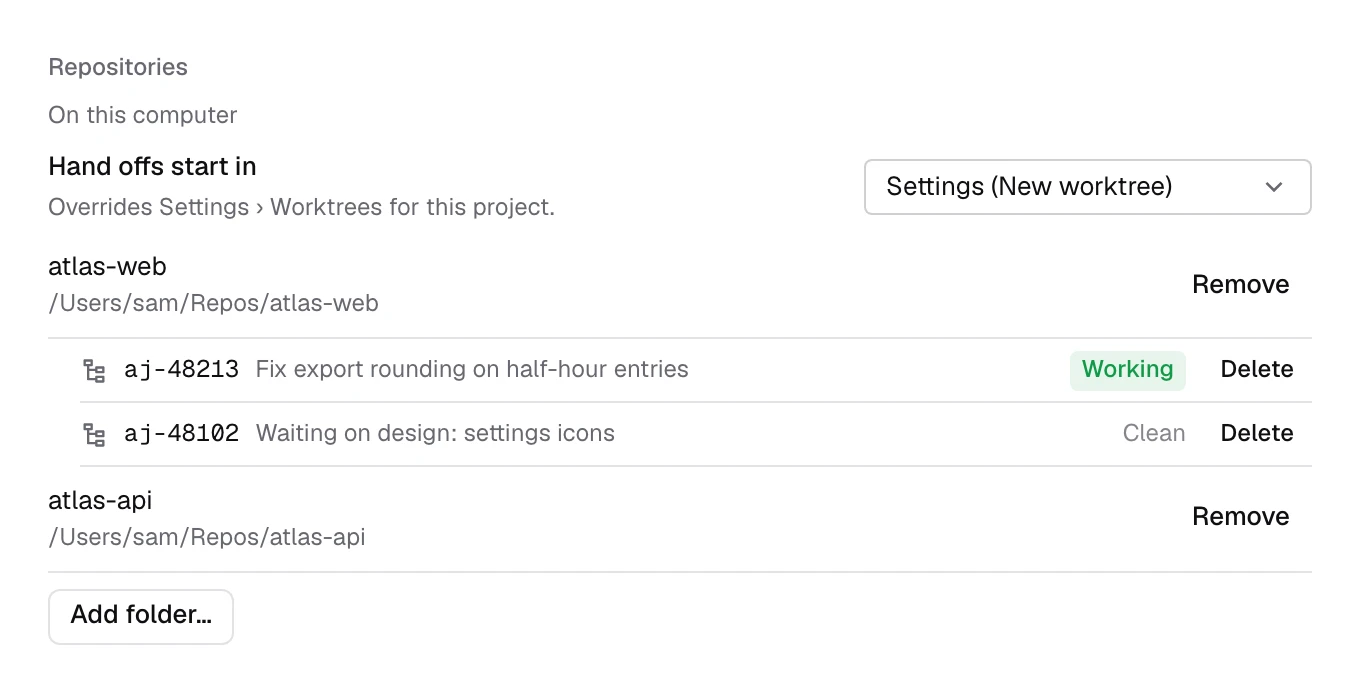 Repositories
On this computer
Hand offs start in
Settings (New worktree)
Overrides Settings › Worktrees for this project.
atlas-web
Remove
/Users/sam/Repos/atlas-web
aj-48213 Fix export rounding on half-hour entries Working Delete
aj-48102 Waiting on design: settings icons Clean Delete
atlas-api
Remove
/Users/sam/Repos/atlas-api
Add folder…